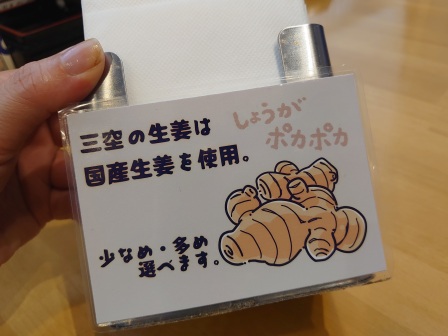 三空の生姜は
国産生姜を使用。
しょうが
ポカポカ
少なめ・多め
選べます。